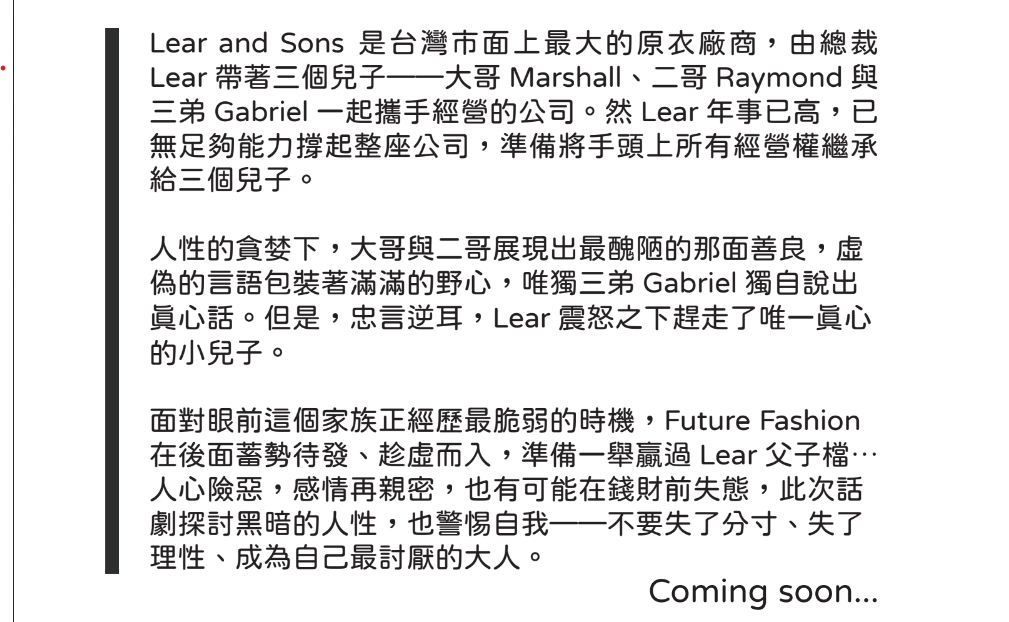 Lear and Sons 是台灣市面上最大的原衣廠商，由總裁
Lear 帶著三個兒子——大哥 Marshall、二哥 Raymond 與
三弟 Gabriel 一起攜手經營的公司。然 Lear 年事已高，已
無足夠能力撐起整座公司，準備將手頭上所有經營權繼承
給三個兒子。
人性的貪婪下，大哥與二哥展現出最醜陋的那面善良，虛
偽的言語包裝著滿滿的野心，唯獨三弟 Gabriel 獨自說出
真心話。但是，忠言逆耳，Lear 震怒之下趕走了唯一真心
的小兒子。
面對眼前這個家族正經歷最脆弱的時機，Future Fashion
在後面蓄勢待發、趁虛而入，準備一舉贏過 Lear 父子檔…
人心險惡，感情再親密，也有可能在錢財前失態，此次話
劇探討黑暗的人性，也警惕自我——不要失了分寸、失了
理性、成為自己最討厭的大人。
Coming soon...